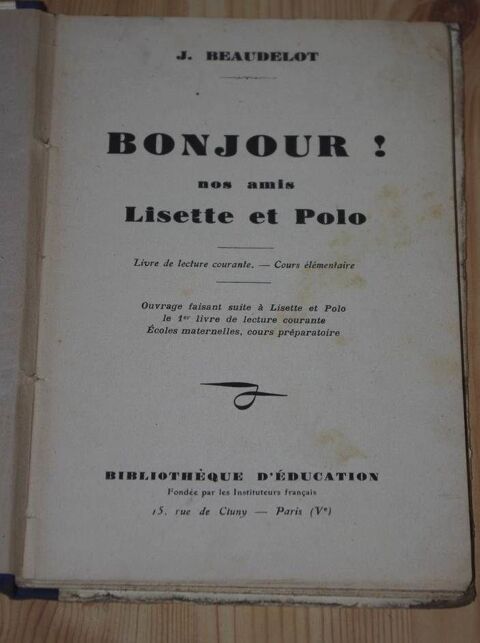 J. BEAUDELOT
BONJOUR !
nos amis
Lisette et Polo
Livre de lecture courante. — Cours élémentaire
Ouvrage faisant suite à Lisette et Polo
le 1er livre de lecture courante
Écoles maternelles, cours préparatoire
BIBLIOTHÈQUE D'ÉDUCATION
Fondée par les Instituteurs français
15, rue de Cluny — Paris (Ve)